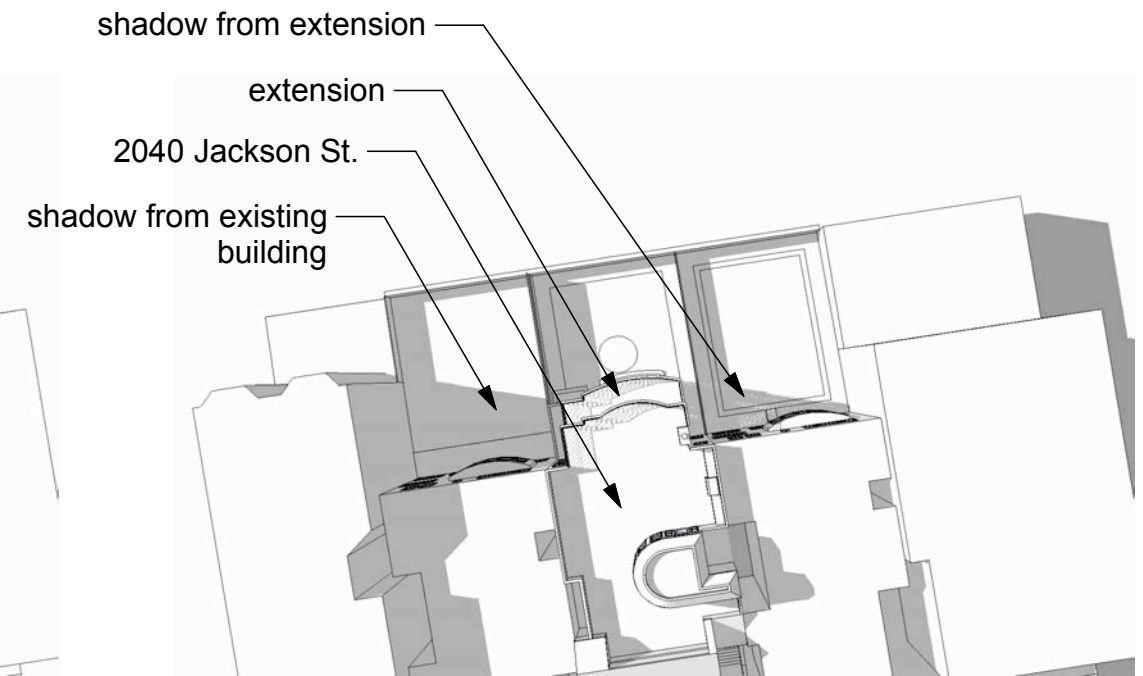 shadow from extension
extension
2040 Jackson St.
shadow from existing
building